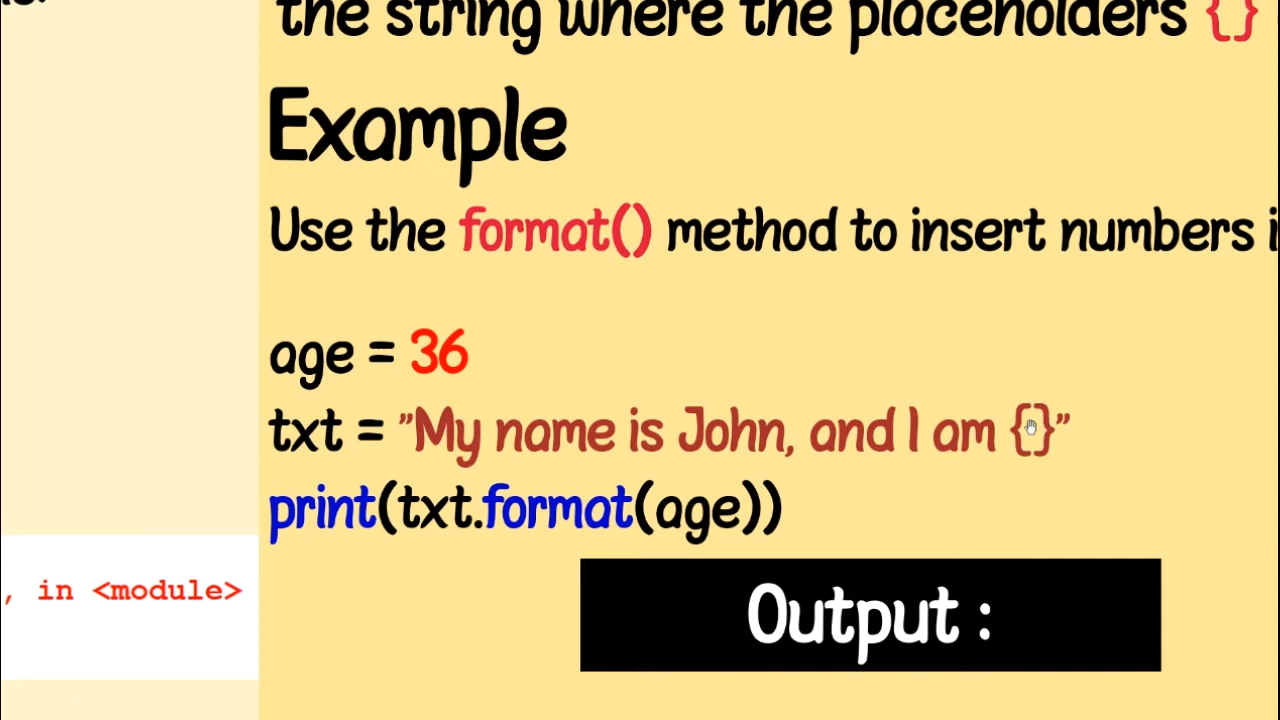 the string where the placeholders {}
Example
Use the format() method to insert numbers
age = 36
txt = "My name is John, and I am {}"
print(txt.format(age))
, in <module>
Output :